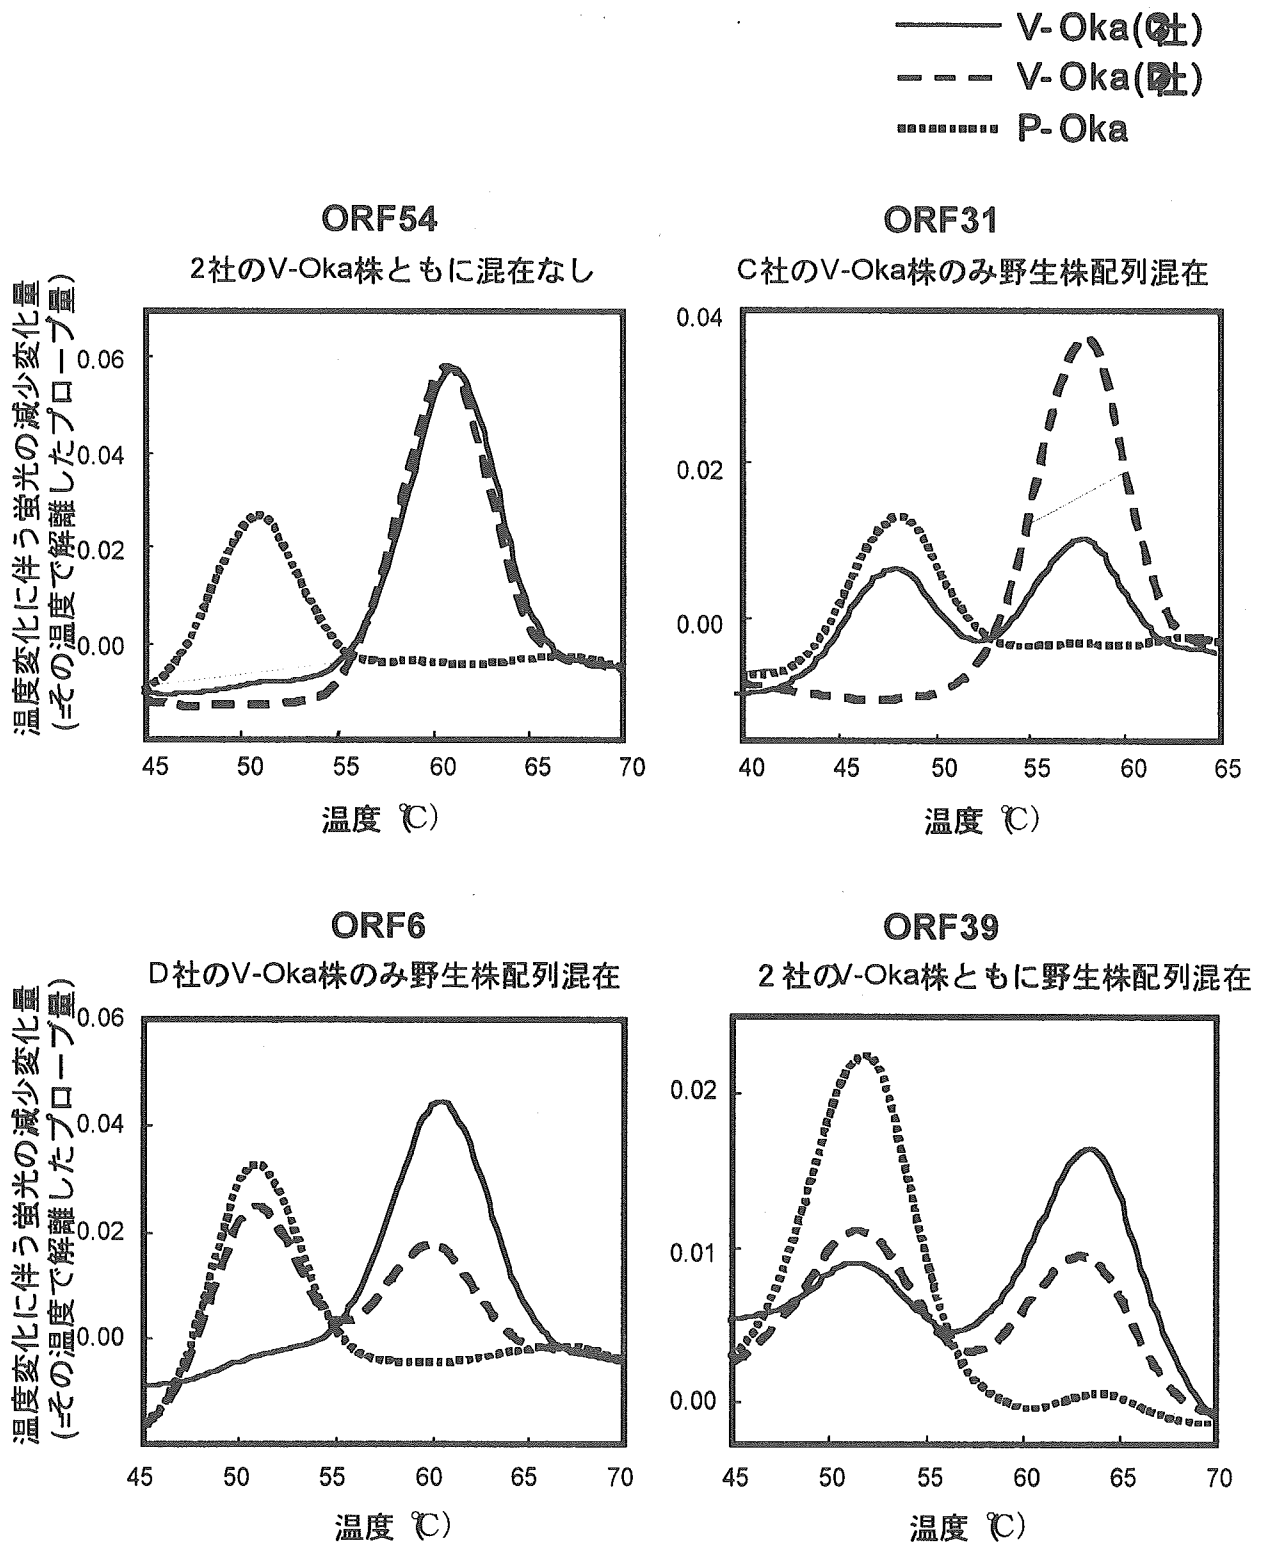 V-Oka(C社)
V-Oka(D社)
P-Oka
ORF54
2社のV-Oka株ともに混在なし
温度変化に伴う蛍光の減少変化量
(=その温度で解離したプローブ量)
0.06
0.04
0.02
0.00
45 50 55 60 65 70
温度 ℃)
ORF31
C社のV-Oka株のみ野生株配列混在
0.04
0.02
0.00
40 45 50 55 60 65
温度 ℃)
ORF6
D社のV-Oka株のみ野生株配列混在
温度変化に伴う蛍光の減少変化量
(=その温度で解離したプローブ量)
0.06
0.04
0.02
0.00
45 50 55 60 65 70
温度 ℃)
ORF39
2社のV-Oka株ともに野生株配列混在
0.02
0.01
0.00
45 50 55 60 65 70
温度 ℃)